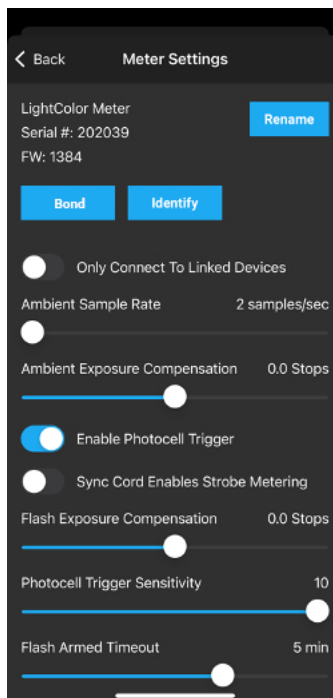 Back Meter Settings
LightColor Meter
Serial #: 202039
FW: 1384
Rename
Bond Identify
Only Connect To Linked Devices
Ambient Sample Rate 2 samples/sec
Ambient Exposure Compensation 0.0 Stops
Enable Photocell Trigger
Sync Cord Enables Strobe Metering
Flash Exposure Compensation 0.0 Stops
Photocell Trigger Sensitivity 10
Flash Armed Timeout 5 min